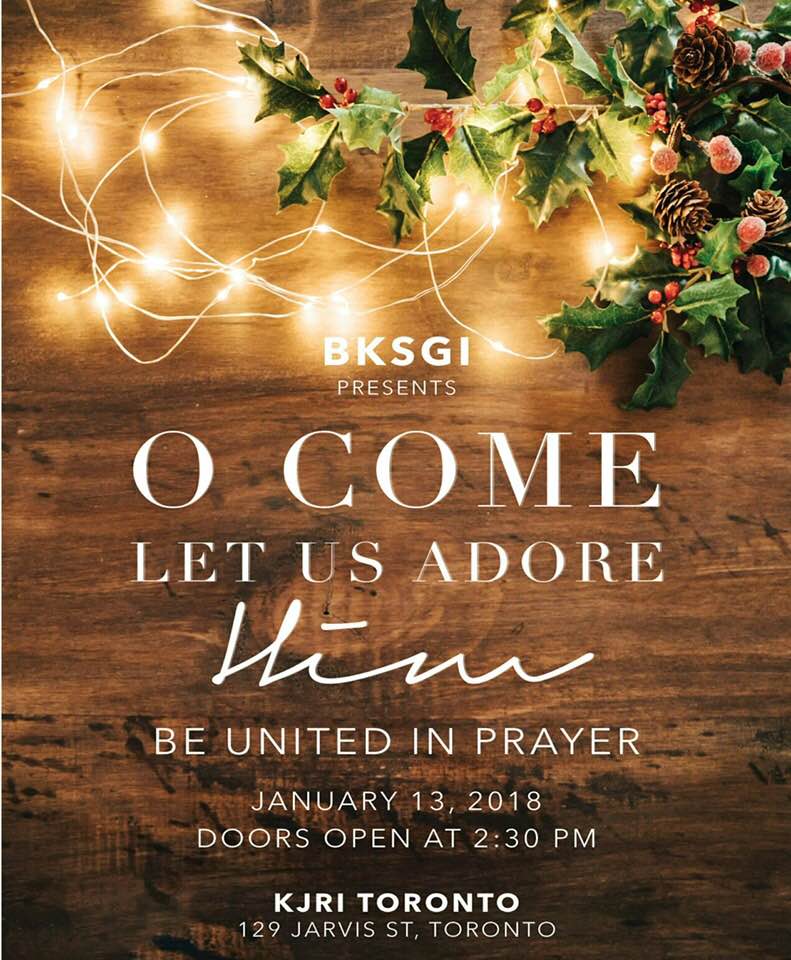 BKSGI
PRESENTS
O COME
LET US ADORE
Him
BE UNITED IN PRAYER
JANUARY 13, 2018
DOORS OPEN AT 2:30 PM
KJRI TORONTO
129 JARVIS ST, TORONTO